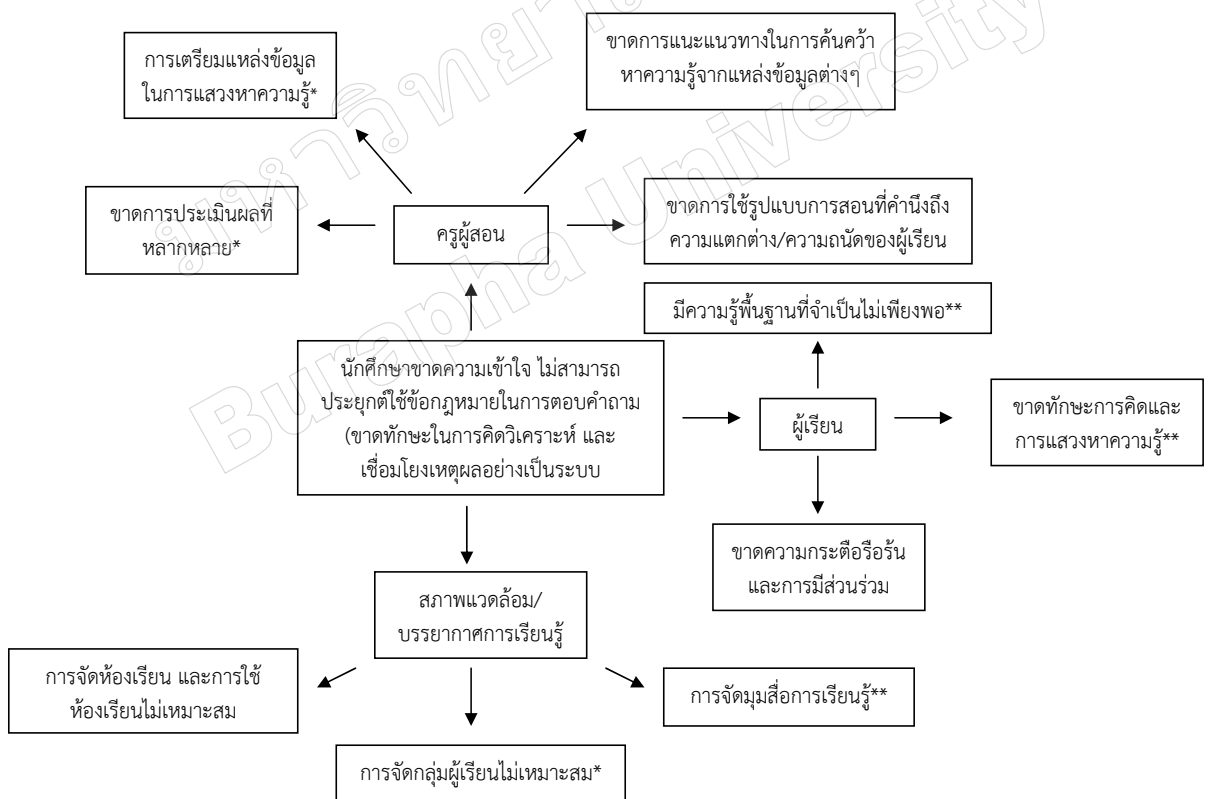 การเตรียมแหล่งข้อมูล
ในการแสวงหาความรู้*
ขาดการแนะแนวทางในการค้นคว้า
หาความรู้จากแหล่งข้อมูลต่างๆ
ขาดการประเมินผลที่
หลากหลาย*
ครูผู้สอน
ขาดการใช้รูปแบบการสอนที่คำนึงถึง
ความแตกต่าง/ความถนัดของผู้เรียน
มีความรู้พื้นฐานที่จำเป็นไม่เพียงพอ**
นักศึกษาขาดความเข้าใจ ไม่สามารถ
ประยุกต์ใช้ข้อกฎหมายในการตอบคำถาม
(ขาดทักษะในการคิดวิเคราะห์ และ
เชื่อมโยงเหตุผลอย่างเป็นระบบ
ผู้เรียน
ขาดทักษะการคิดและ
การแสวงหาความรู้**
ขาดความกระตือรือร้น
และการมีส่วนร่วม
สภาพแวดล้อม/
บรรยากาศการเรียนรู้
การจัดห้องเรียน และการใช้
ห้องเรียนไม่เหมาะสม
การจัดมุมสื่อการเรียนรู้**
การจัดกลุ่มผู้เรียนไม่เหมาะสม*
Burapha University